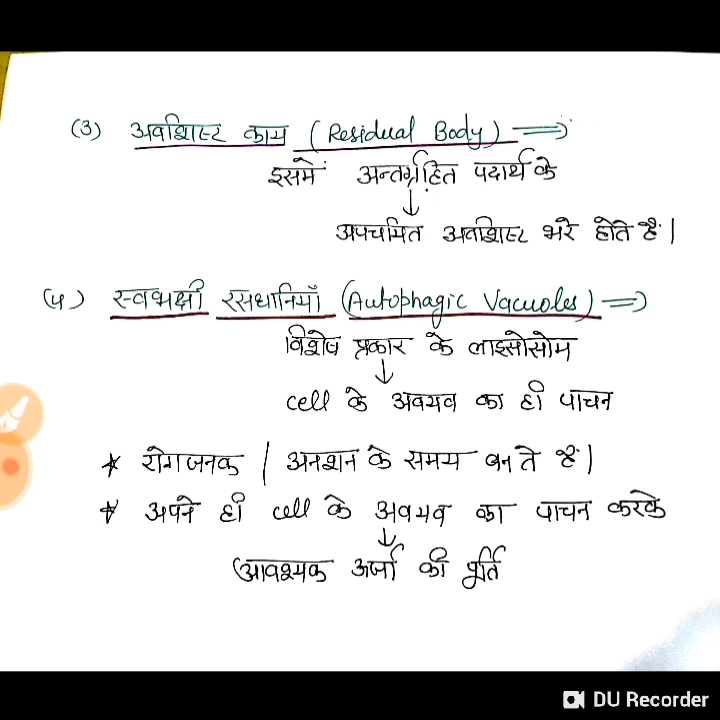 (3) अवशिष्ट काय (Residual Body) ⇒
इसमें अन्तर्ग्रहित पदार्थ के
↓
अपचयित अवशिष्ट भरे होते है।
(4) स्वभक्षी रसधानियाँ (Autophagic Vacuoles) ⇒
विशेष प्रकार के लाइसोसोम
↓
cell के अवयव का ही पाचन
* रोगजनक / अनशन के समय बनते हैं।
* अपने ही cell के अवयव का पाचन करके
↓
आवश्यक ऊर्जा की पूर्ति
DU Recorder